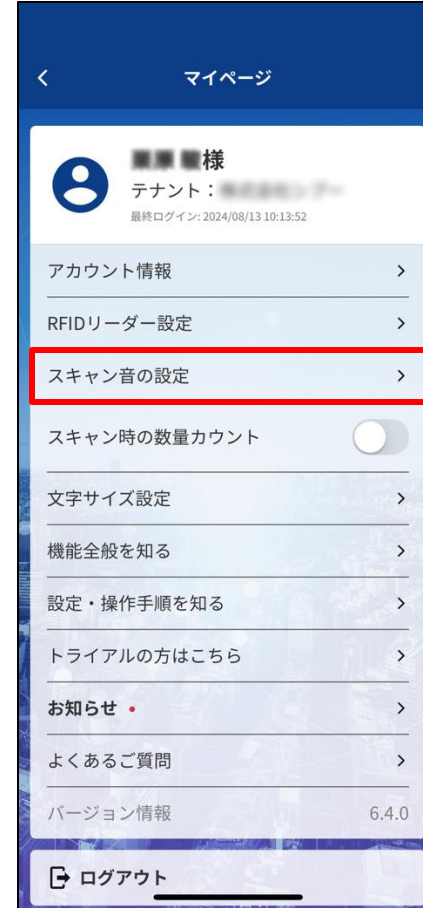 マイページ
様
テナント：
最終ログイン: 2024/08/13 10:13:52
アカウント情報
RFIDリーダー設定
スキャン音の設定
スキャン時の数量カウント
文字サイズ設定
機能全般を知る
設定・操作手順を知る
トライアルの方はこちら
お知らせ
よくあるご質問
バージョン情報 6.4.0
ログアウト